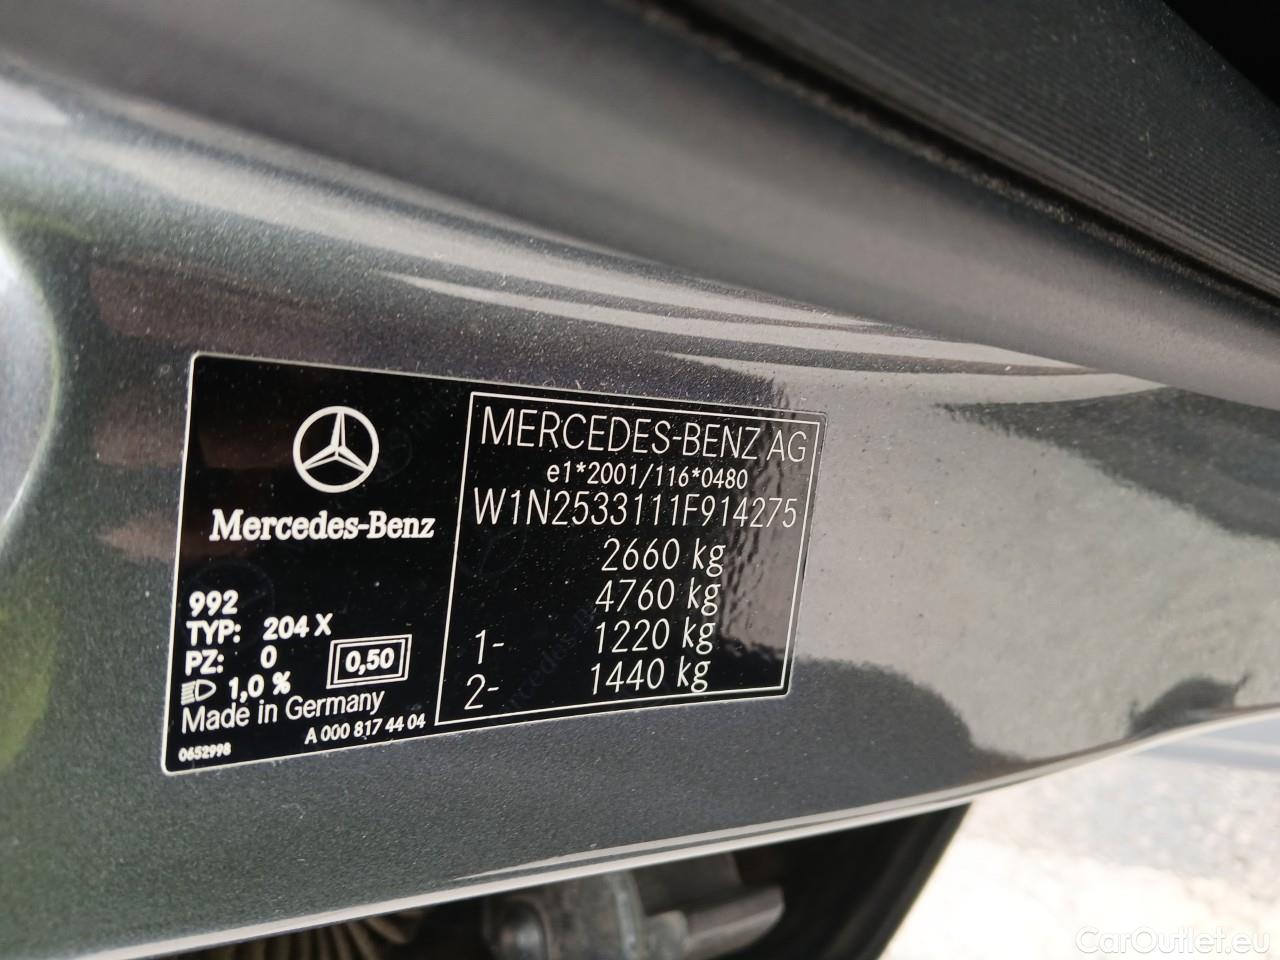 Mercedes-Benz
992
TYP: 204 X
PZ: 0
0,50
1,0 %
Made in Germany
A 000 817 44 04
0652998
MERCEDES-BENZ AG
e1*2001/116*0480
W1N2533111F914275
2660 kg
4760 kg
1- 1220 kg
2- 1440 kg
CarOutlet.eu